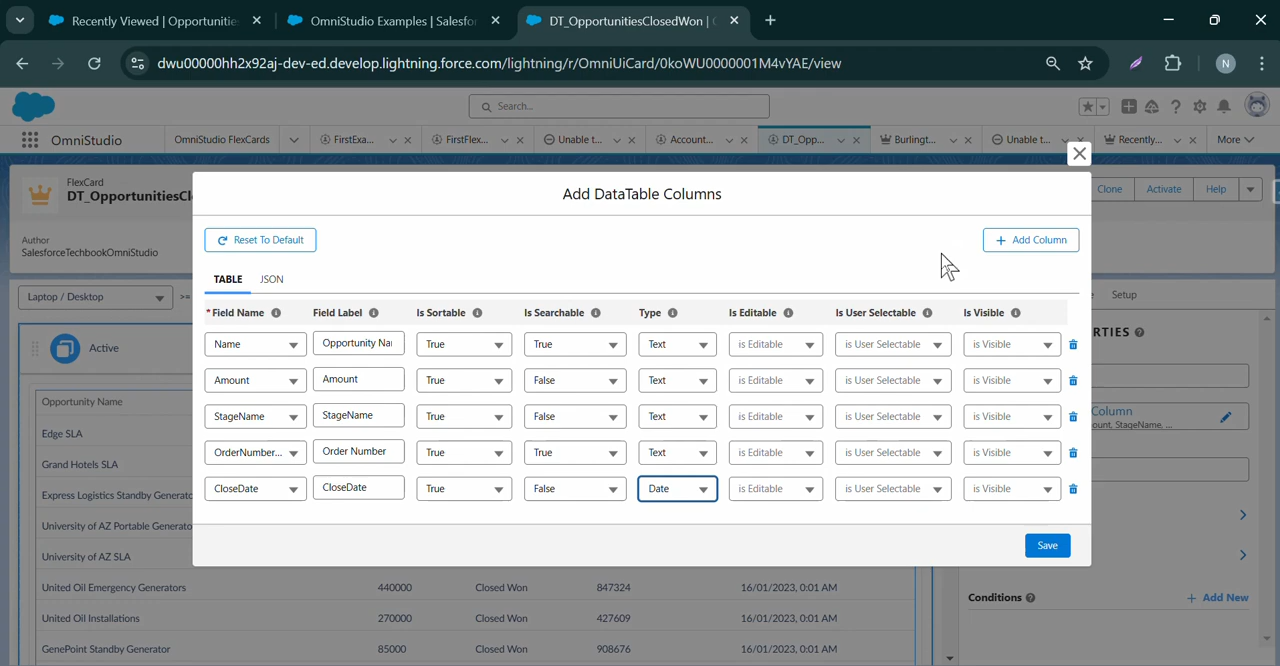 Recently Viewed | Opportunitie
OmniStudio Examples | Salesfor
DT_OpportunitiesClosedWon |
dwu00000hh2x92aj-dev-ed.develop.lightning.force.com/lightning/r/OmniUiCard/0koWU0000001M4vYAE/view
N
Search...
OmniStudio
OmniStudio FlexCards
FirstExa...
FirstFlex...
Unable t...
Account...
DT_Opp...
Burlingt...
Unable t...
Recently...
More
FlexCard
DT_OpportunitiesCl
Clone
Activate
Help
Author
SalesforceTechbookOmniStudio
Add DataTable Columns
Reset To Default
+ Add Column
Laptop / Desktop
>=
Setup
TABLE
JSON
* Field Name
Field Label
Is Sortable
Is Searchable
Type
Is Editable
Is User Selectable
Is Visible
RTIES
Active
Name
Opportunity Na
True
True
Text
is Editable
is User Selectable
is Visible
Amount
Amount
True
False
Text
is Editable
is User Selectable
is Visible
StageName
StageName
True
False
Text
is Editable
is User Selectable
is Visible
OrderNumber...
Order Number
True
True
Text
is Editable
is User Selectable
is Visible
CloseDate
CloseDate
True
False
Date
is Editable
is User Selectable
is Visible
Save
Opportunity Name
Edge SLA
Grand Hotels SLA
Express Logistics Standby Generato
University of AZ Portable Generato
University of AZ SLA
United Oil Emergency Generators 440000 Closed Won 847324 16/01/2023, 0:01 AM
United Oil Installations 270000 Closed Won 427609 16/01/2023, 0:01 AM
GenePoint Standby Generator 85000 Closed Won 908676 16/01/2023, 0:01 AM
Column
ount, StageName, ...
Conditions
+ Add New